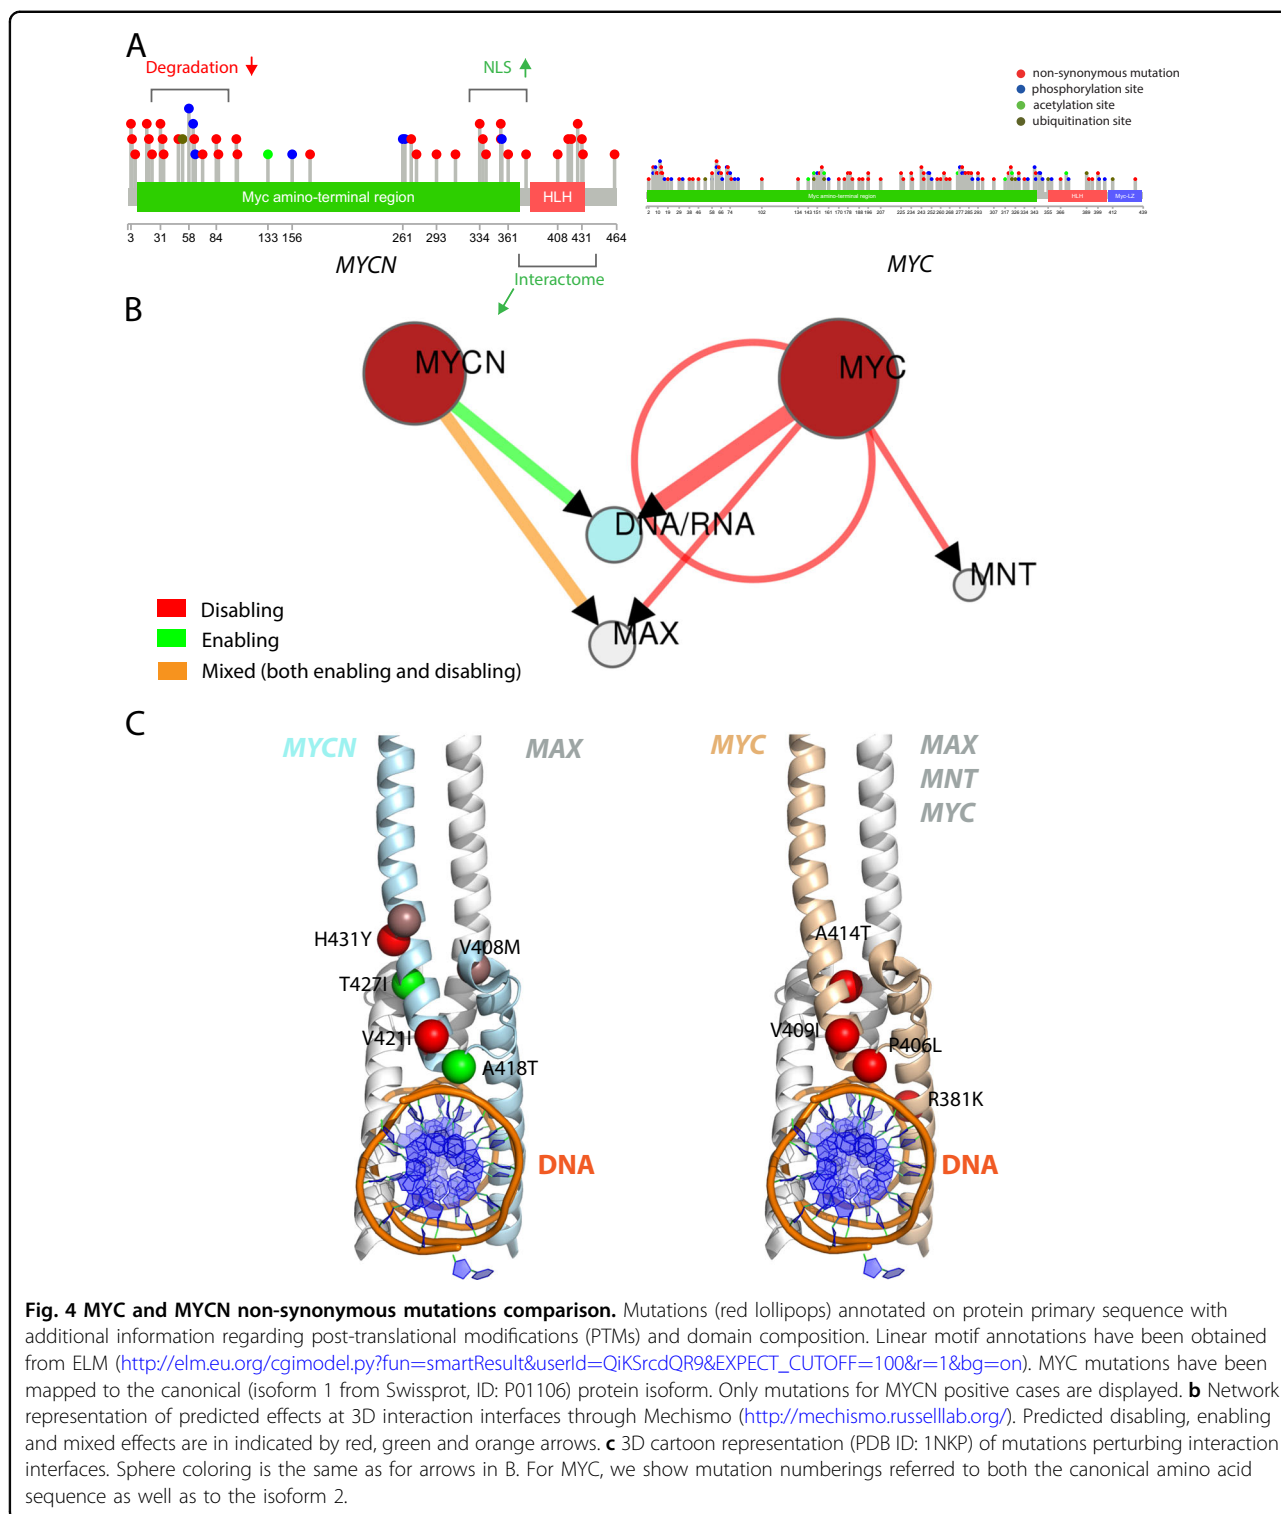 A
Degradation
NLS
non-synonymous mutation
phosphorylation site
acetylation site
ubiquitination site
Myc amino-terminal region
HLH
Myc amino-terminal region
HLH
Myc-LZ
3 31 58 84 133 156 261 293 334 361 408 431 464
MYCN
MYC
Interactome
B
MYCN
MYC
DNA/RNA
MNT
MAX
Disabling
Enabling
Mixed (both enabling and disabling)
C
MYCN
MAX
H431Y
V408M
T427I
V421I
A418T
DNA
MYC
MAX
MNT
MYC
A414T
V409I
P406L
R381K
DNA
Fig. 4 MYC and MYCN non-synonymous mutations comparison. Mutations (red lollipops) annotated on protein primary sequence with
additional information regarding post-translational modifications (PTMs) and domain composition. Linear motif annotations have been obtained
from ELM (http://elm.eu.org/cgimodel.py?fun=smartResult&userId=QiKSrcdQR9&EXPECT_CUTOFF=100&r=1&bg=on). MYC mutations have been
mapped to the canonical (isoform 1 from Swissprot, ID: P01106) protein isoform. Only mutations for MYCN positive cases are displayed. b Network
representation of predicted effects at 3D interaction interfaces through Mechismo (http://mechismo.russelllab.org/). Predicted disabling, enabling
and mixed effects are in indicated by red, green and orange arrows. c 3D cartoon representation (PDB ID: 1NKP) of mutations perturbing interaction
interfaces. Sphere coloring is the same as for arrows in B. For MYC, we show mutation numberings referred to both the canonical amino acid
sequence as well as to the isoform 2.